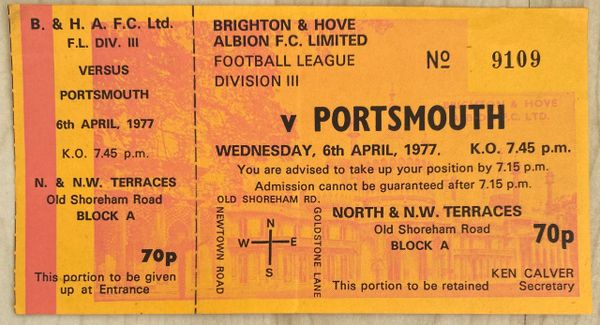 B. & H. A. F.C. Ltd.
F.L. DIV. III
VERSUS
PORTSMOUTH
6th APRIL, 1977
K.O. 7.45 p.m.
N. & N.W. TERRACES
Old Shoreham Road
BLOCK A
70p
This portion to be given
up at Entrance
BRIGHTON & HOVE
ALBION F.C. LIMITED
FOOTBALL LEAGUE
DIVISION III
No 9109
BRIGHTON & HOVE
F.C. LTD.
v PORTSMOUTH
WEDNESDAY, 6th APRIL, 1977. K.O. 7.45 p.m.
You are advised to take up your position by 7.15 p.m.
Admission cannot be guaranteed after 7.15 p.m.
OLD SHOREHAM RD.
NEWTOWN ROAD
N
W E
S
GOLDSTONE LANE
NORTH & N.W. TERRACES
Old Shoreham Road
BLOCK A
70p
KEN CALVER
This portion to be retained Secretary